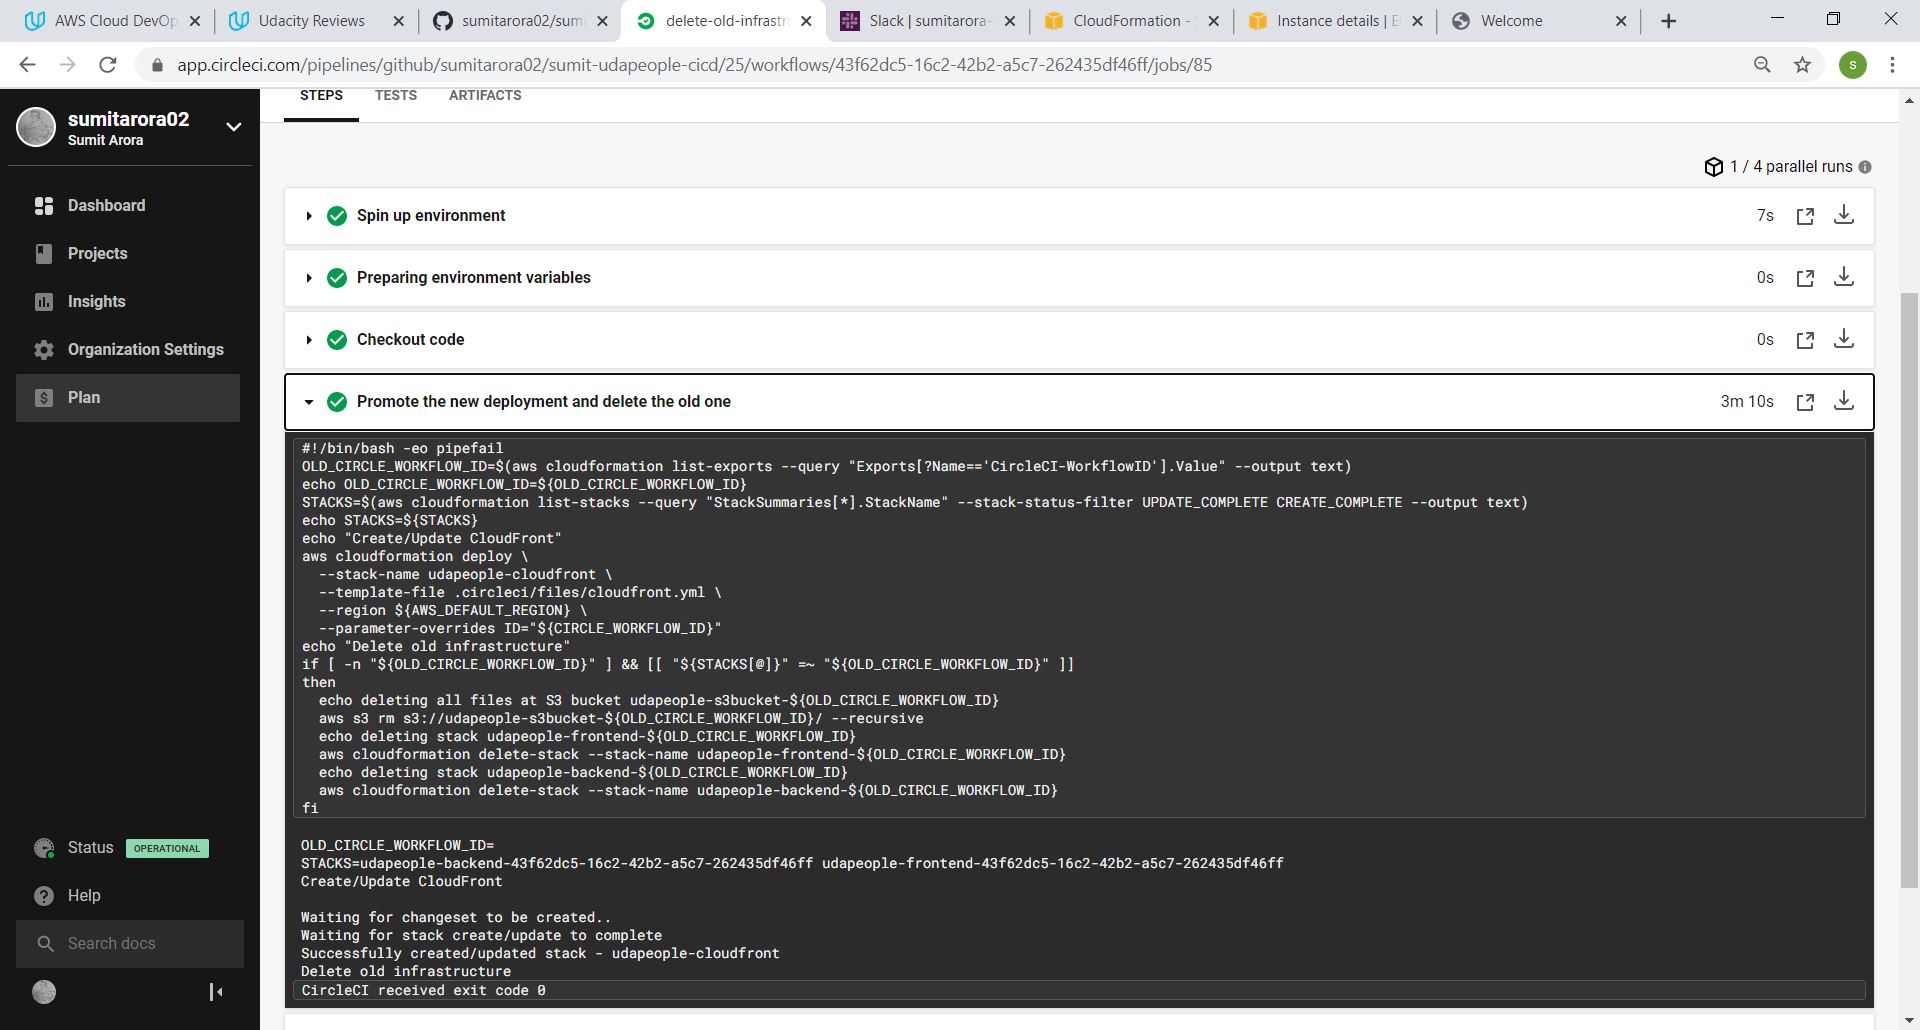 AWS Cloud DevOp
Udacity Reviews
sumitarora02/sumi
delete-old-infrastr
Slack | sumitarora-
CloudFormation - S
Instance details | E
Welcome
app.circleci.com/pipelines/github/sumitarora02/sumit-udapeople-cicd/25/workflows/43f62dc5-16c2-42b2-a5c7-262435df46ff/jobs/85
s
sumitarora02
Sumit Arora
Dashboard
Projects
Insights
Organization Settings
Plan
Status OPERATIONAL
Help
Search docs
STEPS TESTS ARTIFACTS
1 / 4 parallel runs
Spin up environment 7s
Preparing environment variables 0s
Checkout code 0s
Promote the new deployment and delete the old one 3m 10s
#!/bin/bash -eo pipefail
OLD_CIRCLE_WORKFLOW_ID=$(aws cloudformation list-exports --query "Exports[?Name=='CircleCI-WorkflowID'].Value" --output text)
echo OLD_CIRCLE_WORKFLOW_ID=${OLD_CIRCLE_WORKFLOW_ID}
STACKS=$(aws cloudformation list-stacks --query "StackSummaries[*].StackName" --stack-status-filter UPDATE_COMPLETE CREATE_COMPLETE --output text)
echo STACKS=${STACKS}
echo "Create/Update CloudFront"
aws cloudformation deploy \
--stack-name udapeople-cloudfront \
--template-file .circleci/files/cloudfront.yml \
--region ${AWS_DEFAULT_REGION} \
--parameter-overrides ID="${CIRCLE_WORKFLOW_ID}"
echo "Delete old infrastructure"
if [ -n "${OLD_CIRCLE_WORKFLOW_ID}" ] && [[ "${STACKS[@]}" =~ "${OLD_CIRCLE_WORKFLOW_ID}" ]]
then
echo deleting all files at S3 bucket udapeople-s3bucket-${OLD_CIRCLE_WORKFLOW_ID}
aws s3 rm s3://udapeople-s3bucket-${OLD_CIRCLE_WORKFLOW_ID}/ --recursive
echo deleting stack udapeople-frontend-${OLD_CIRCLE_WORKFLOW_ID}
aws cloudformation delete-stack --stack-name udapeople-frontend-${OLD_CIRCLE_WORKFLOW_ID}
echo deleting stack udapeople-backend-${OLD_CIRCLE_WORKFLOW_ID}
aws cloudformation delete-stack --stack-name udapeople-backend-${OLD_CIRCLE_WORKFLOW_ID}
fi
OLD_CIRCLE_WORKFLOW_ID=
STACKS=udapeople-backend-43f62dc5-16c2-42b2-a5c7-262435df46ff udapeople-frontend-43f62dc5-16c2-42b2-a5c7-262435df46ff
Create/Update CloudFront
Waiting for changeset to be created..
Waiting for stack create/update to complete
Successfully created/updated stack - udapeople-cloudfront
Delete old infrastructure
CircleCI received exit code 0